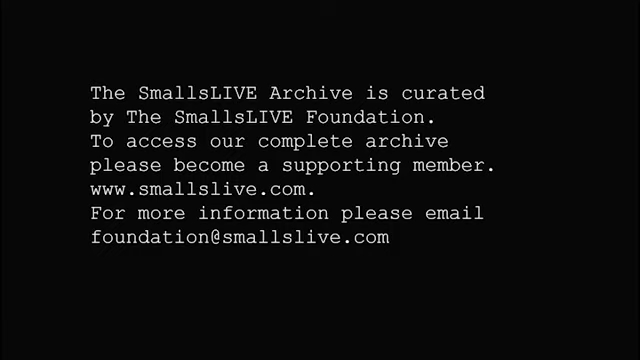 The SmallsLIVE Archive is curated
by The SmallsLIVE Foundation.
To access our complete archive
please become a supporting member.
www.smallslive.com.
For more information please email
foundation@smallslive.com